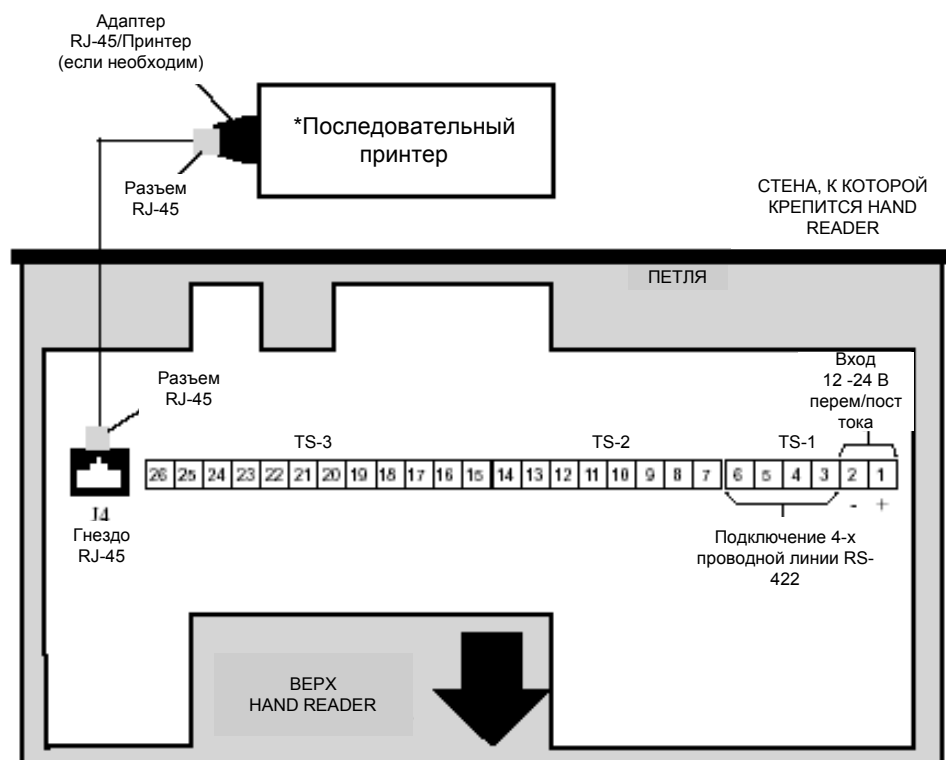 Адаптер
RJ-45/Принтер
(если необходим)
*Последовательный
принтер
Разъем
RJ-45
СТЕНА, К КОТОРОЙ
КРЕПИТСЯ HAND
READER
ПЕТЛЯ
Вход
12 -24 В
перем/пост
тока
Разъем
RJ-45
TS-3
TS-2
TS-1
26 25 24 23 22 21 20 19 18 17 16 15 14 13 12 11 10 9 8 7 6 5 4 3 2 1
- +
J4
Гнездо
RJ-45
Подключение 4-х
проводной линии RS-
422
ВЕРХ
HAND READER